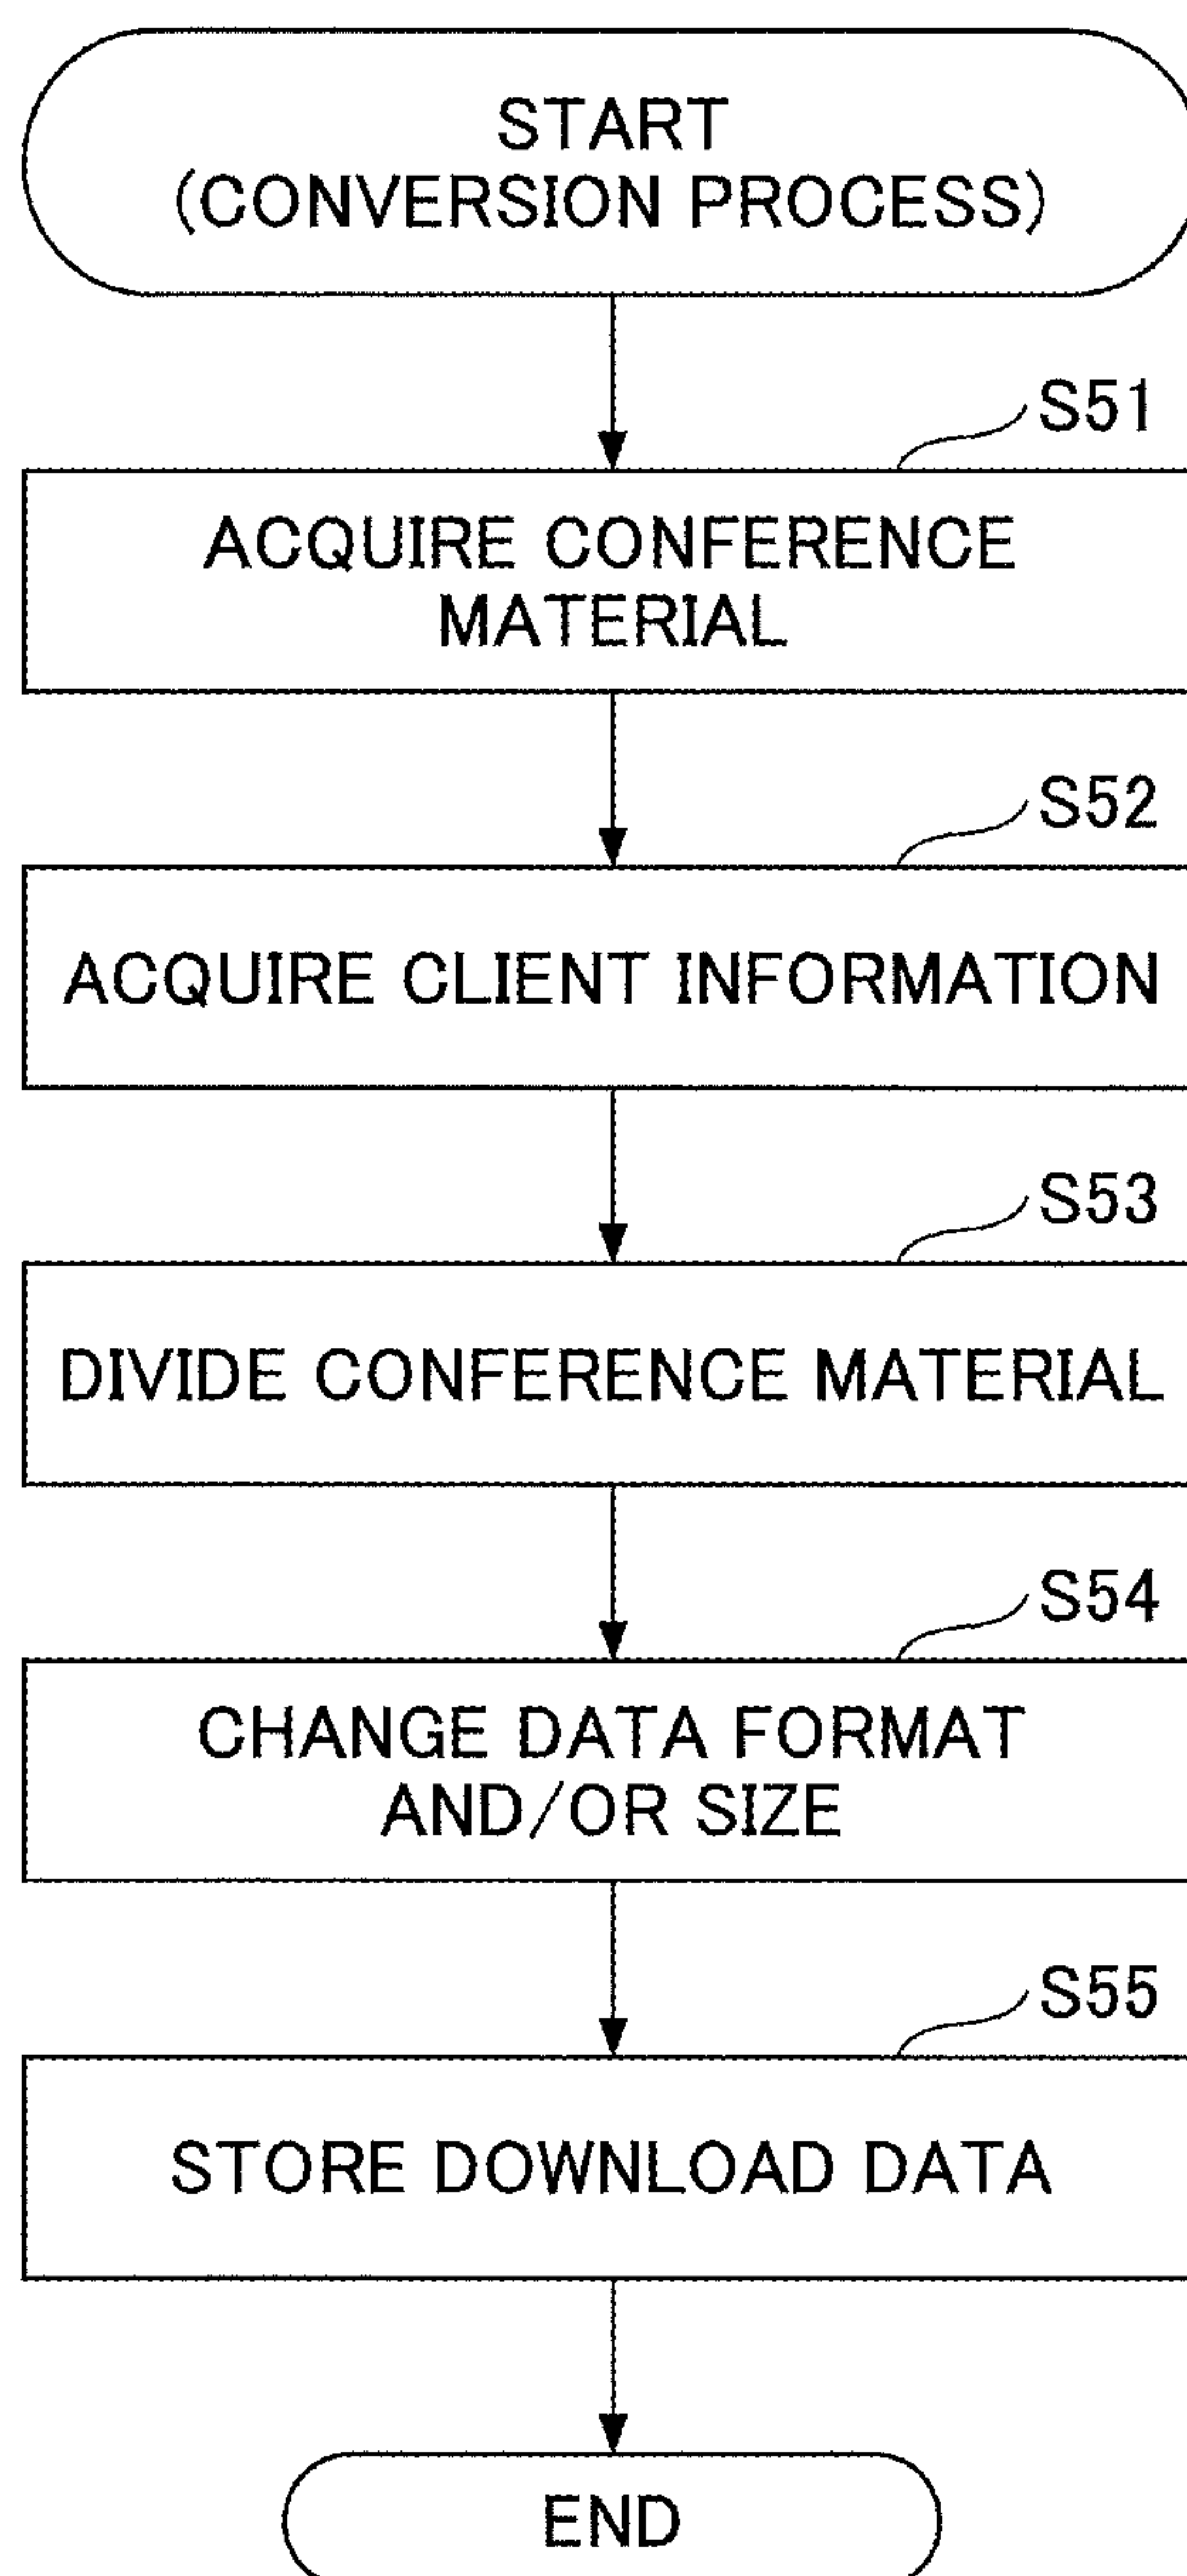 START
(CONVERSION PROCESS)
S51
ACQUIRE CONFERENCE
MATERIAL
S52
ACQUIRE CLIENT INFORMATION
S53
DIVIDE CONFERENCE MATERIAL
S54
CHANGE DATA FORMAT
AND/OR SIZE
S55
STORE DOWNLOAD DATA
END